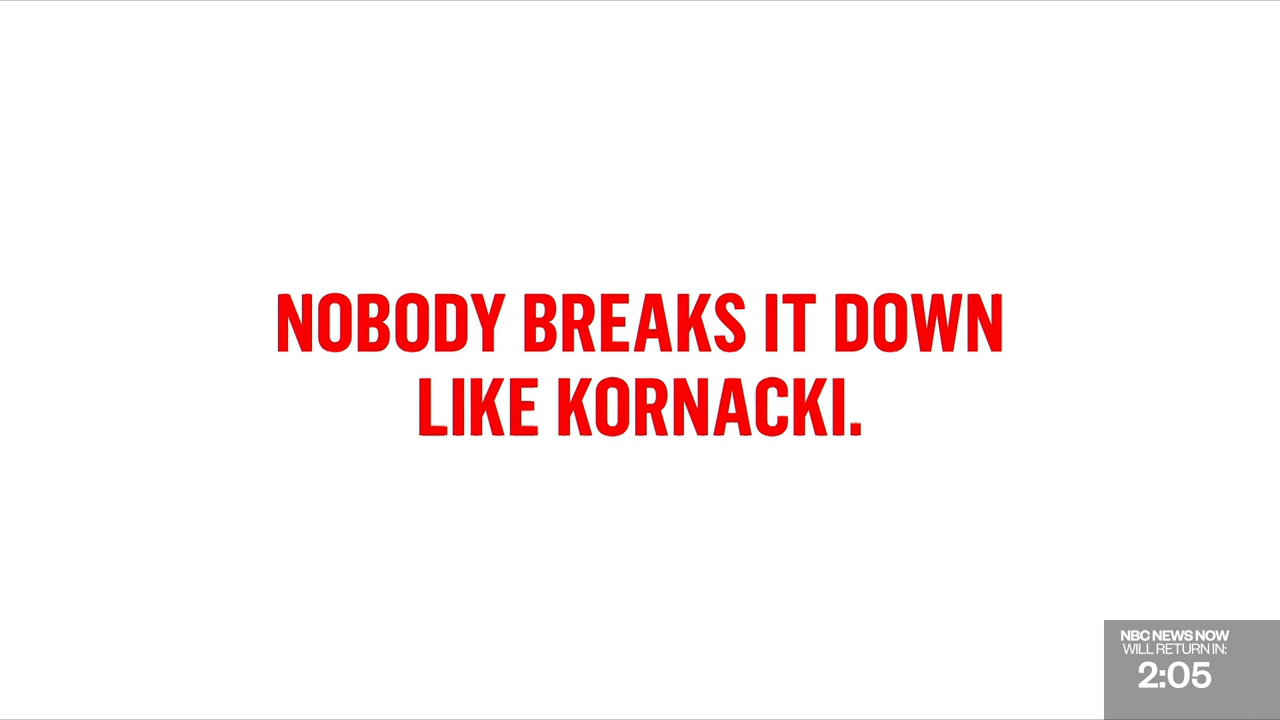 NOBODY BREAKS IT DOWN
LIKE KORNACKI.
NBC NEWS NOW
WILL RETURN IN:
2:05